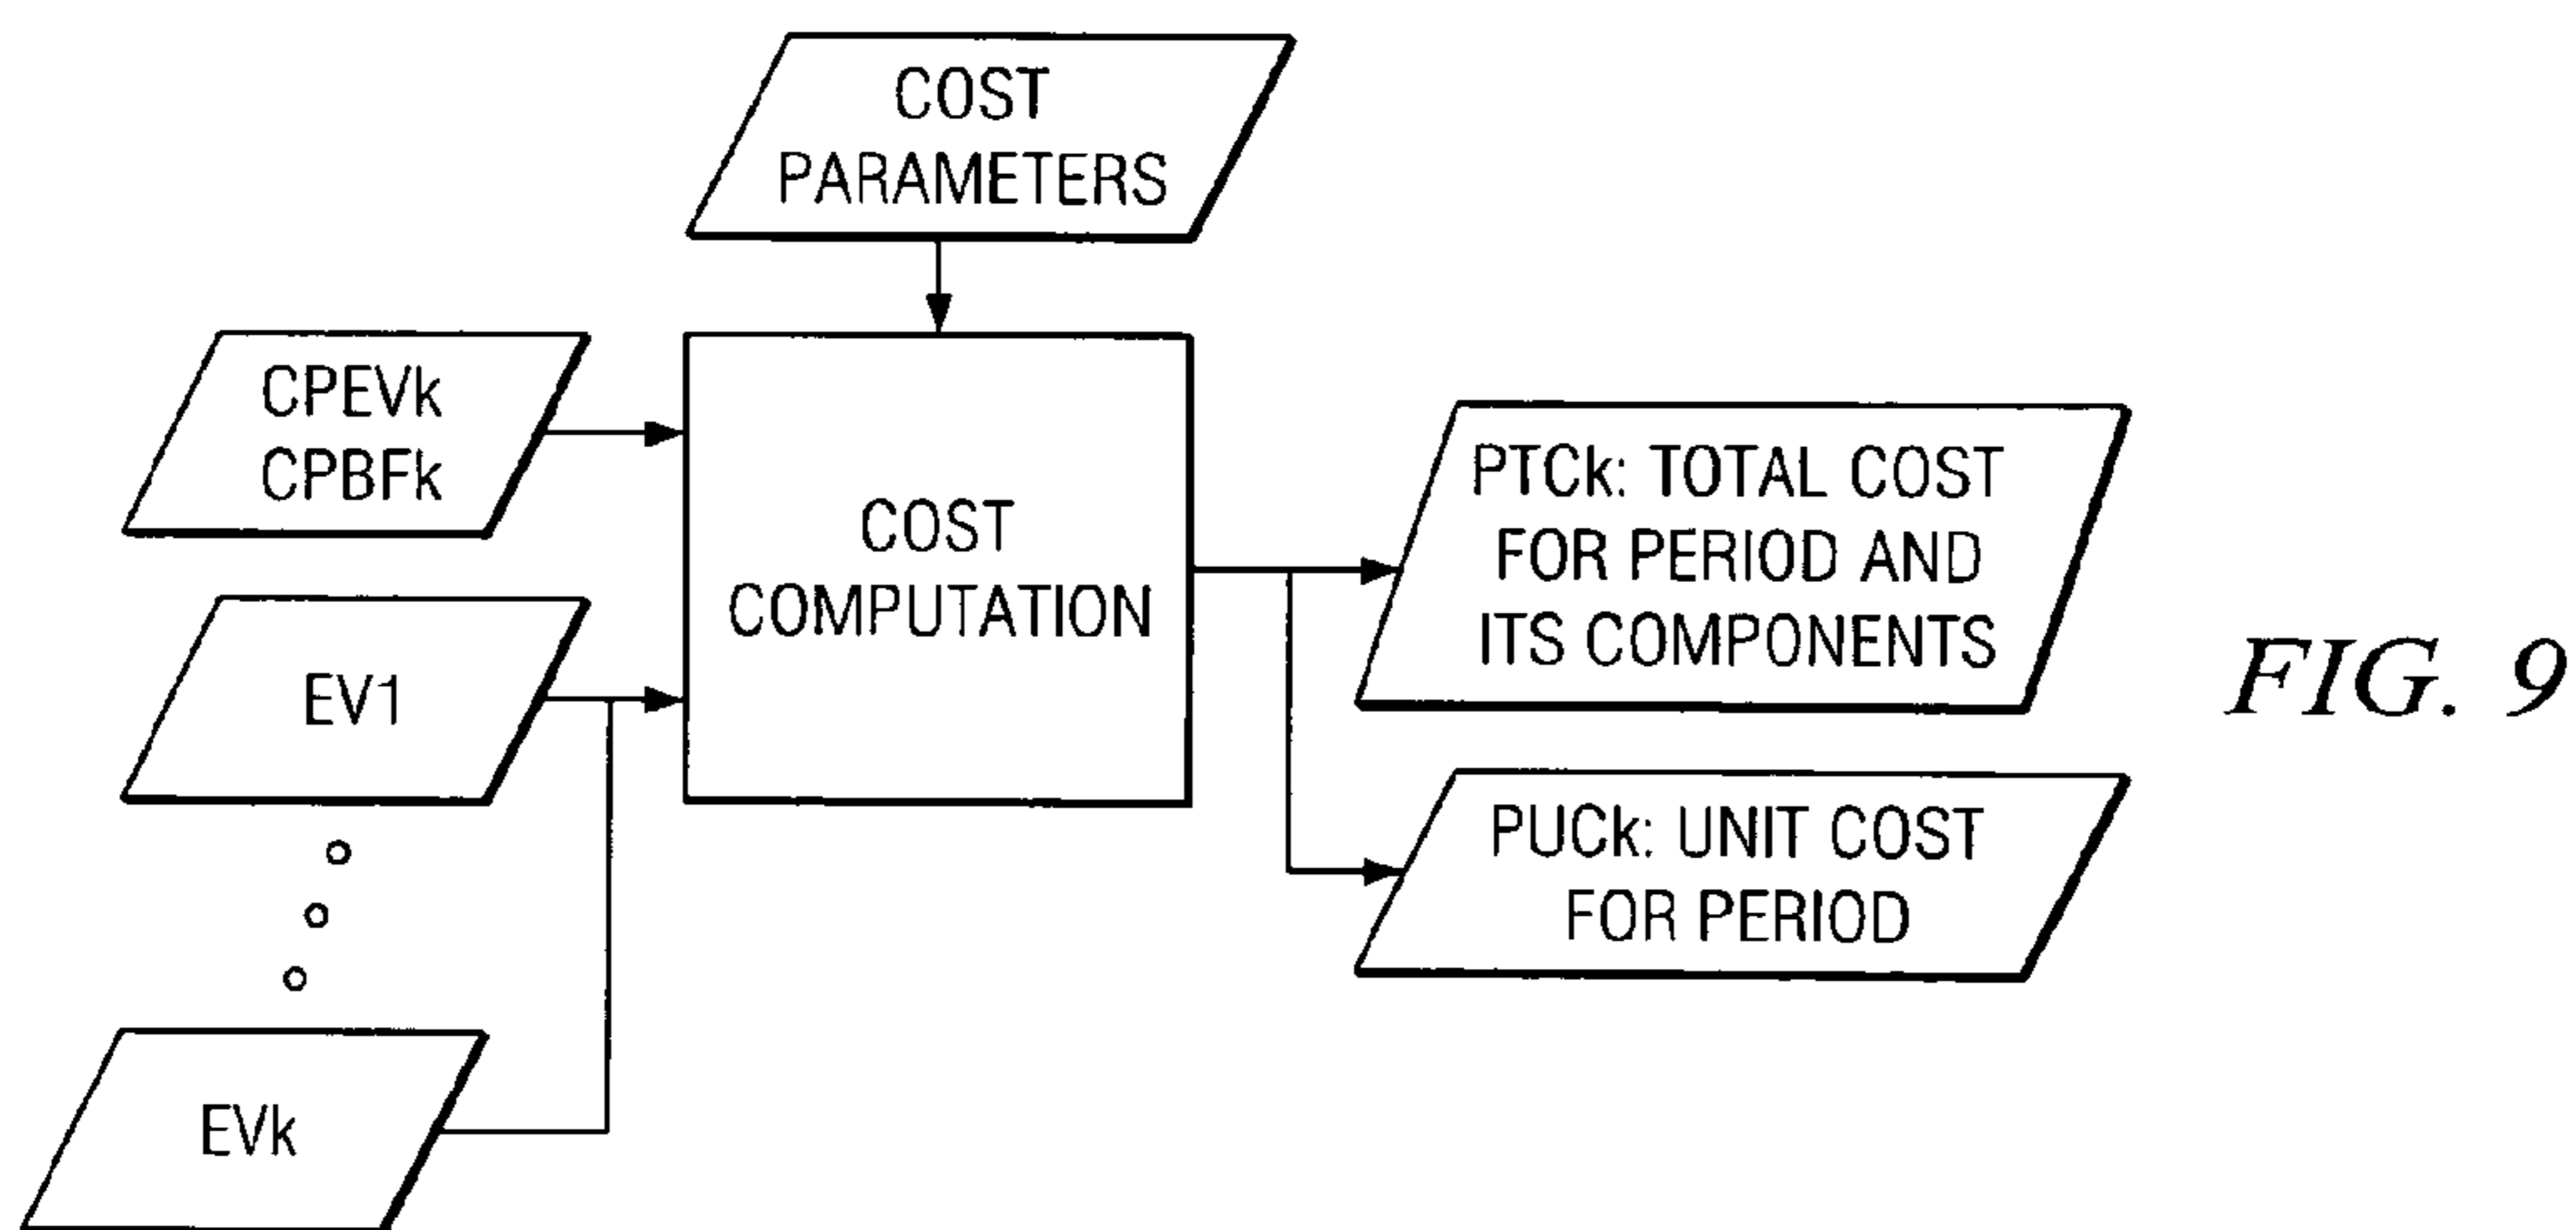 COST
PARAMETERS
CPEVk
CPBFk
COST
COMPUTATION
EV1
EVk
PTCk: TOTAL COST
FOR PERIOD AND
ITS COMPONENTS
PUCk: UNIT COST
FOR PERIOD
FIG. 9